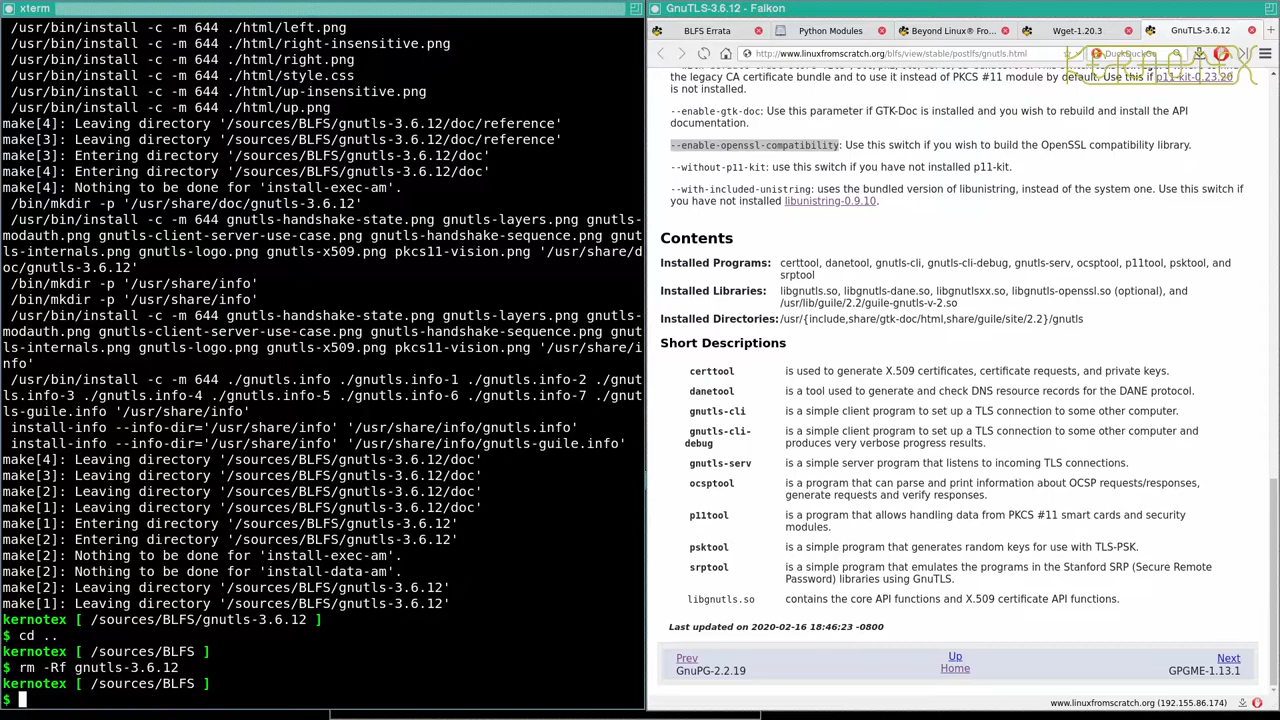 xterm
/usr/bin/install -c -m 644 ./html/left.png
/usr/bin/install -c -m 644 ./html/right-insensitive.png
/usr/bin/install -c -m 644 ./html/right.png
/usr/bin/install -c -m 644 ./html/style.css
/usr/bin/install -c -m 644 ./html/up-insensitive.png
/usr/bin/install -c -m 644 ./html/up.png
make[4]: Leaving directory '/sources/BLFS/gnutls-3.6.12/doc/reference'
make[3]: Leaving directory '/sources/BLFS/gnutls-3.6.12/doc/reference'
make[3]: Entering directory '/sources/BLFS/gnutls-3.6.12/doc'
make[4]: Entering directory '/sources/BLFS/gnutls-3.6.12/doc'
make[4]: Nothing to be done for 'install-exec-am'.
/bin/mkdir -p '/usr/share/doc/gnutls-3.6.12'
/usr/bin/install -c -m 644 gnutls-handshake-state.png gnutls-layers.png gnutls-
modauth.png gnutls-client-server-use-case.png gnutls-handshake-sequence.png gnut
ls-internals.png gnutls-logo.png gnutls-x509.png pkcs11-vision.png '/usr/share/d
oc/gnutls-3.6.12'
/bin/mkdir -p '/usr/share/info'
/bin/mkdir -p '/usr/share/info'
/usr/bin/install -c -m 644 gnutls-handshake-state.png gnutls-layers.png gnutls-
modauth.png gnutls-client-server-use-case.png gnutls-handshake-sequence.png gnut
ls-internals.png gnutls-logo.png gnutls-x509.png pkcs11-vision.png '/usr/share/i
nfo'
/usr/bin/install -c -m 644 ./gnutls.info ./gnutls.info-1 ./gnutls.info-2 ./gnut
ls.info-3 ./gnutls.info-4 ./gnutls.info-5 ./gnutls.info-6 ./gnutls.info-7 ./gnut
ls-guile.info '/usr/share/info'
install-info --info-dir='/usr/share/info' '/usr/share/info/gnutls.info'
install-info --info-dir='/usr/share/info' '/usr/share/info/gnutls-guile.info'
make[4]: Leaving directory '/sources/BLFS/gnutls-3.6.12/doc'
make[3]: Leaving directory '/sources/BLFS/gnutls-3.6.12/doc'
make[2]: Leaving directory '/sources/BLFS/gnutls-3.6.12/doc'
make[1]: Leaving directory '/sources/BLFS/gnutls-3.6.12/doc'
make[1]: Entering directory '/sources/BLFS/gnutls-3.6.12'
make[2]: Entering directory '/sources/BLFS/gnutls-3.6.12'
make[2]: Nothing to be done for 'install-exec-am'.
make[2]: Nothing to be done for 'install-data-am'.
make[2]: Leaving directory '/sources/BLFS/gnutls-3.6.12'
make[1]: Leaving directory '/sources/BLFS/gnutls-3.6.12'
kernotex [ /sources/BLFS/gnutls-3.6.12 ]
$ cd ..
kernotex [ /sources/BLFS ]
$ rm -Rf gnutls-3.6.12
kernotex [ /sources/BLFS ]
$
GnuTLS-3.6.12 - Falkon
BLFS Errata
Python Modules
Beyond Linux® Fro...
Wget-1.20.3
GnuTLS-3.6.12
http://www.linuxfromscratch.org/blfs/view/stable/postlfs/gnutls.html
DuckDuckGo
KERNOTEX
the legacy CA certificate bundle and to use it instead of PKCS #11 module by default. Use this if p11-kit-0.23.20
is not installed.
--enable-gtk-doc: Use this parameter if GTK-Doc is installed and you wish to rebuild and install the API
documentation.
--enable-openssl-compatibility: Use this switch if you wish to build the OpenSSL compatibility library.
--without-p11-kit: use this switch if you have not installed p11-kit.
--with-included-unistring: uses the bundled version of libunistring, instead of the system one. Use this switch if
you have not installed libunistring-0.9.10.
Contents
Installed Programs: certtool, danetool, gnutls-cli, gnutls-cli-debug, gnutls-serv, ocsptool, p11tool, psktool, and
srptool
Installed Libraries: libgnutls.so, libgnutls-dane.so, libgnutlsxx.so, libgnutls-openssl.so (optional), and
/usr/lib/guile/2.2/guile-gnutls-v-2.so
Installed Directories: /usr/{include,share/gtk-doc/html,share/guile/site/2.2}/gnutls
Short Descriptions
certtool is used to generate X.509 certificates, certificate requests, and private keys.
danetool is a tool used to generate and check DNS resource records for the DANE protocol.
gnutls-cli is a simple client program to set up a TLS connection to some other computer.
gnutls-cli- is a simple client program to set up a TLS connection to some other computer and
debug produces very verbose progress results.
gnutls-serv is a simple server program that listens to incoming TLS connections.
ocsptool is a program that can parse and print information about OCSP requests/responses,
generate requests and verify responses.
p11tool is a program that allows handling data from PKCS #11 smart cards and security
modules.
psktool is a simple program that generates random keys for use with TLS-PSK.
srptool is a simple program that emulates the programs in the Stanford SRP (Secure Remote
Password) libraries using GnuTLS.
libgnutls.so contains the core API functions and X.509 certificate API functions.
Last updated on 2020-02-16 18:46:23 -0800
Prev Up Next
GnuPG-2.2.19 Home GPGME-1.13.1
www.linuxfromscratch.org (192.155.86.174)